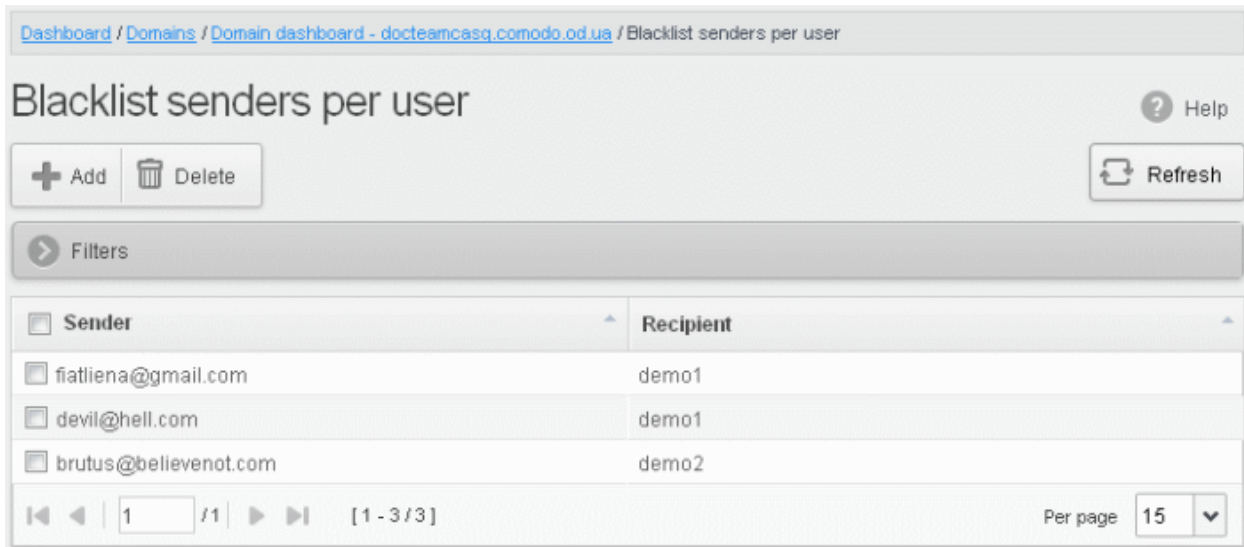 Dashboard / Domains / Domain dashboard - docteamcasg.comodo.od.ua / Blacklist senders per user
Blacklist senders per user
Help
Add Delete
Refresh
Filters
Sender Recipient
fiatliena@gmail.com demo1
devil@hell.com demo1
brutus@believenot.com demo2
1 /1 [1 - 3/3] Per page 15